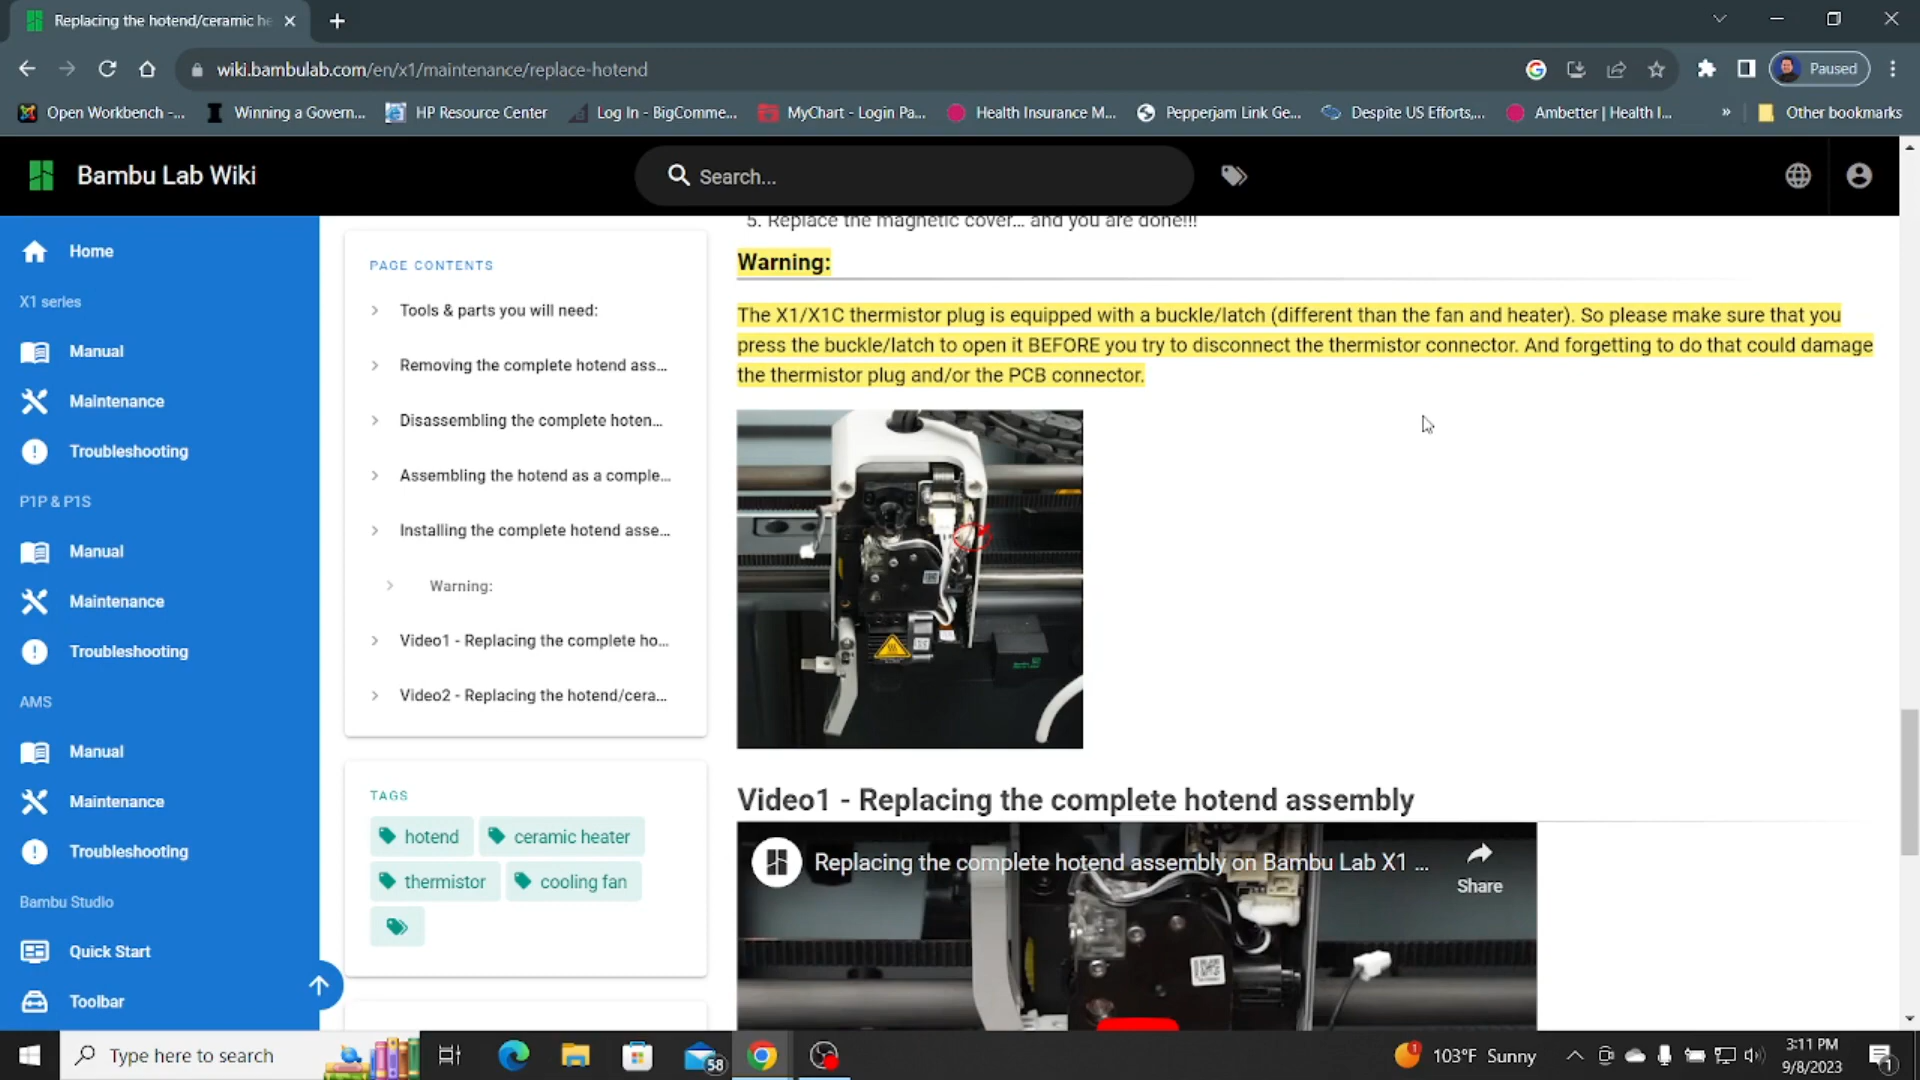 Replacing the hotend/ceramic he
Paused
wiki.bambulab.com/en/x1/maintenance/replace-hotend
Open Workbench -...
Winning a Govern...
HP Resource Center
Log In - BigComme...
MyChart - Login Pa...
Health Insurance M...
Pepperjam Link Ge...
Despite US Efforts,...
Ambetter | Health I...
»
Other bookmarks
Bambu Lab Wiki
Search...
Home
X1 series
Manual
Maintenance
Troubleshooting
P1P & P1S
Manual
Maintenance
Troubleshooting
AMS
Manual
Maintenance
Troubleshooting
Bambu Studio
Quick Start
Toolbar
PAGE CONTENTS
Tools & parts you will need:
Removing the complete hotend ass...
Disassembling the complete hoten...
Assembling the hotend as a comple...
Installing the complete hotend asse...
Warning:
Video1 - Replacing the complete ho...
Video2 - Replacing the hotend/cera...
TAGS
hotend
ceramic heater
thermistor
cooling fan
5. Replace the magnetic cover... and you are done!!!
Warning:
The X1/X1C thermistor plug is equipped with a buckle/latch (different than the fan and heater). So please make sure that you
press the buckle/latch to open it BEFORE you try to disconnect the thermistor connector. And forgetting to do that could damage
the thermistor plug and/or the PCB connector.
Video1 - Replacing the complete hotend assembly
Replacing the complete hotend assembly on Bambu Lab X1 ...
Share
Type here to search
58
1
103°F Sunny
3:11 PM
9/8/2023
1